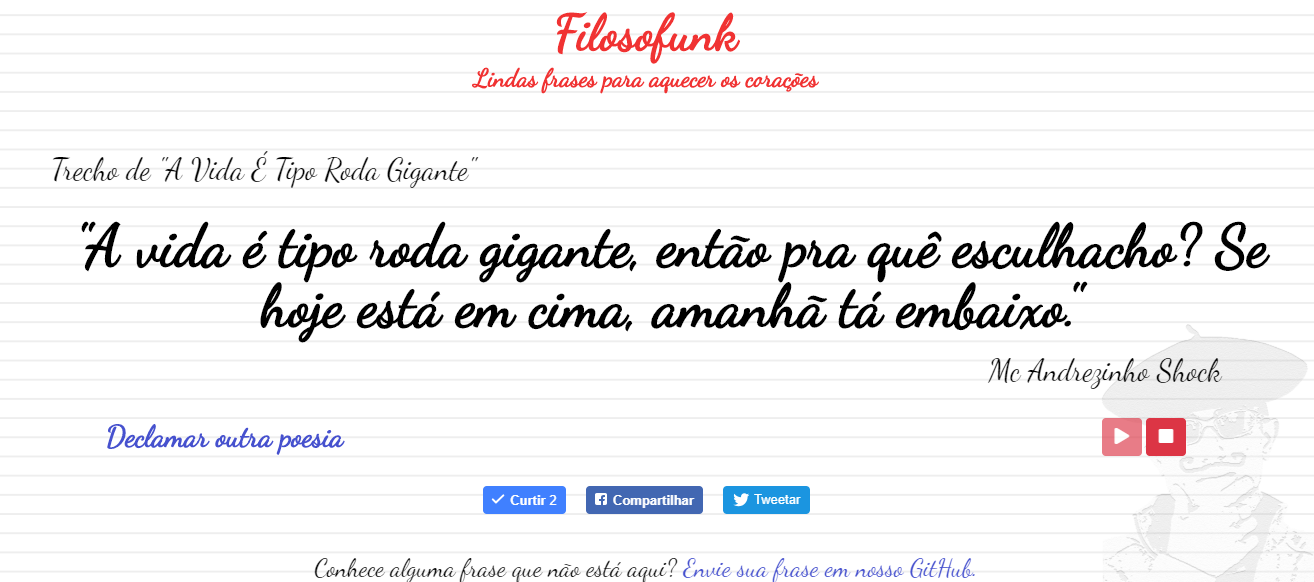 Filosofunk
Lindas frases para aquecer os corações
Trecho de "A Vida É Tipo Roda Gigante"
"A vida é tipo roda gigante, então pra quê esculhacho? Se
hoje está em cima, amanhã tá embaixo."
Mc Andrezinho Shock
Declamar outra poesia
Curtir 2
Compartilhar
Tweetar
Conhece alguma frase que não está aqui? Envie sua frase em nosso GitHub.